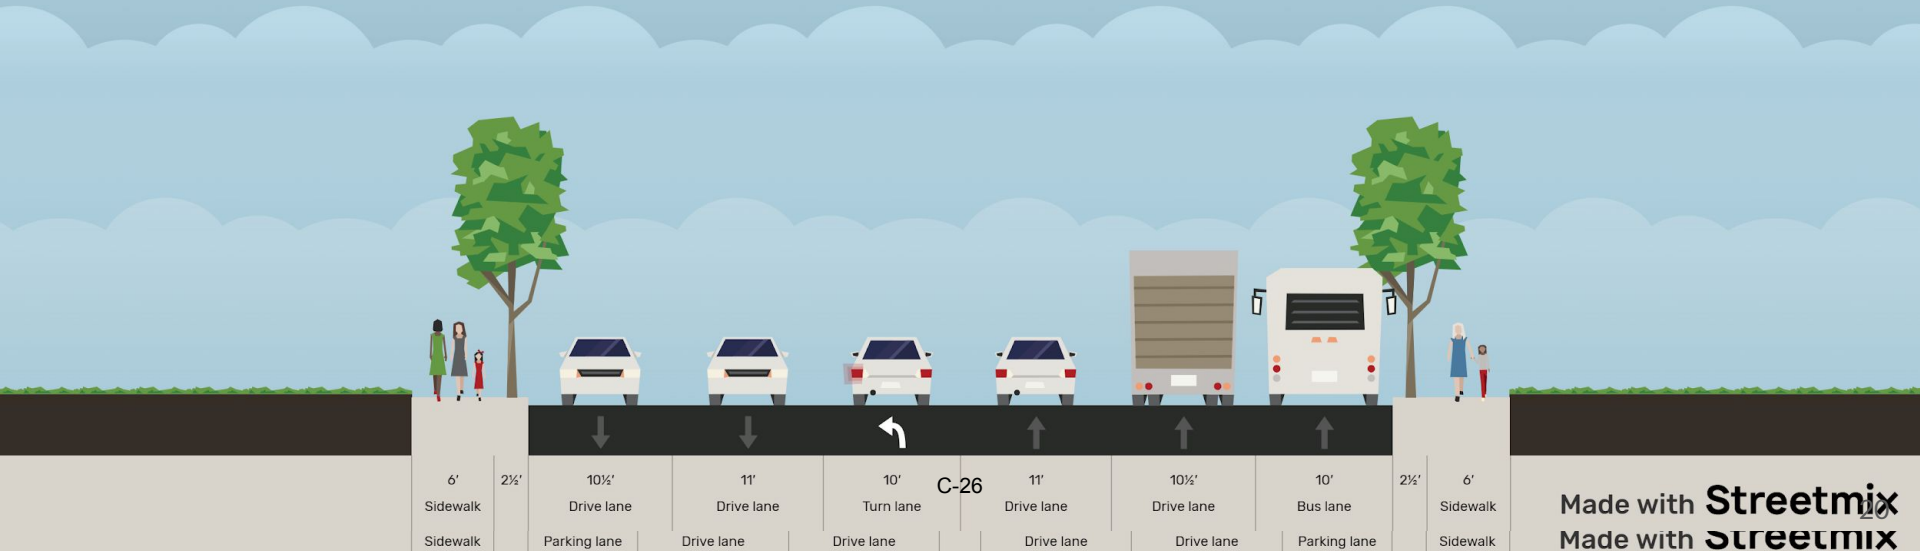 6' 2½' 10½' 11' 10' C-26 11' 10½' 10' 2½' 6'
Sidewalk Drive lane Drive lane Turn lane Drive lane Drive lane Bus lane Sidewalk
Made with Streetmix
20
Sidewalk Parking lane Drive lane Drive lane Drive lane Drive lane Parking lane Sidewalk
Made with Streetmix